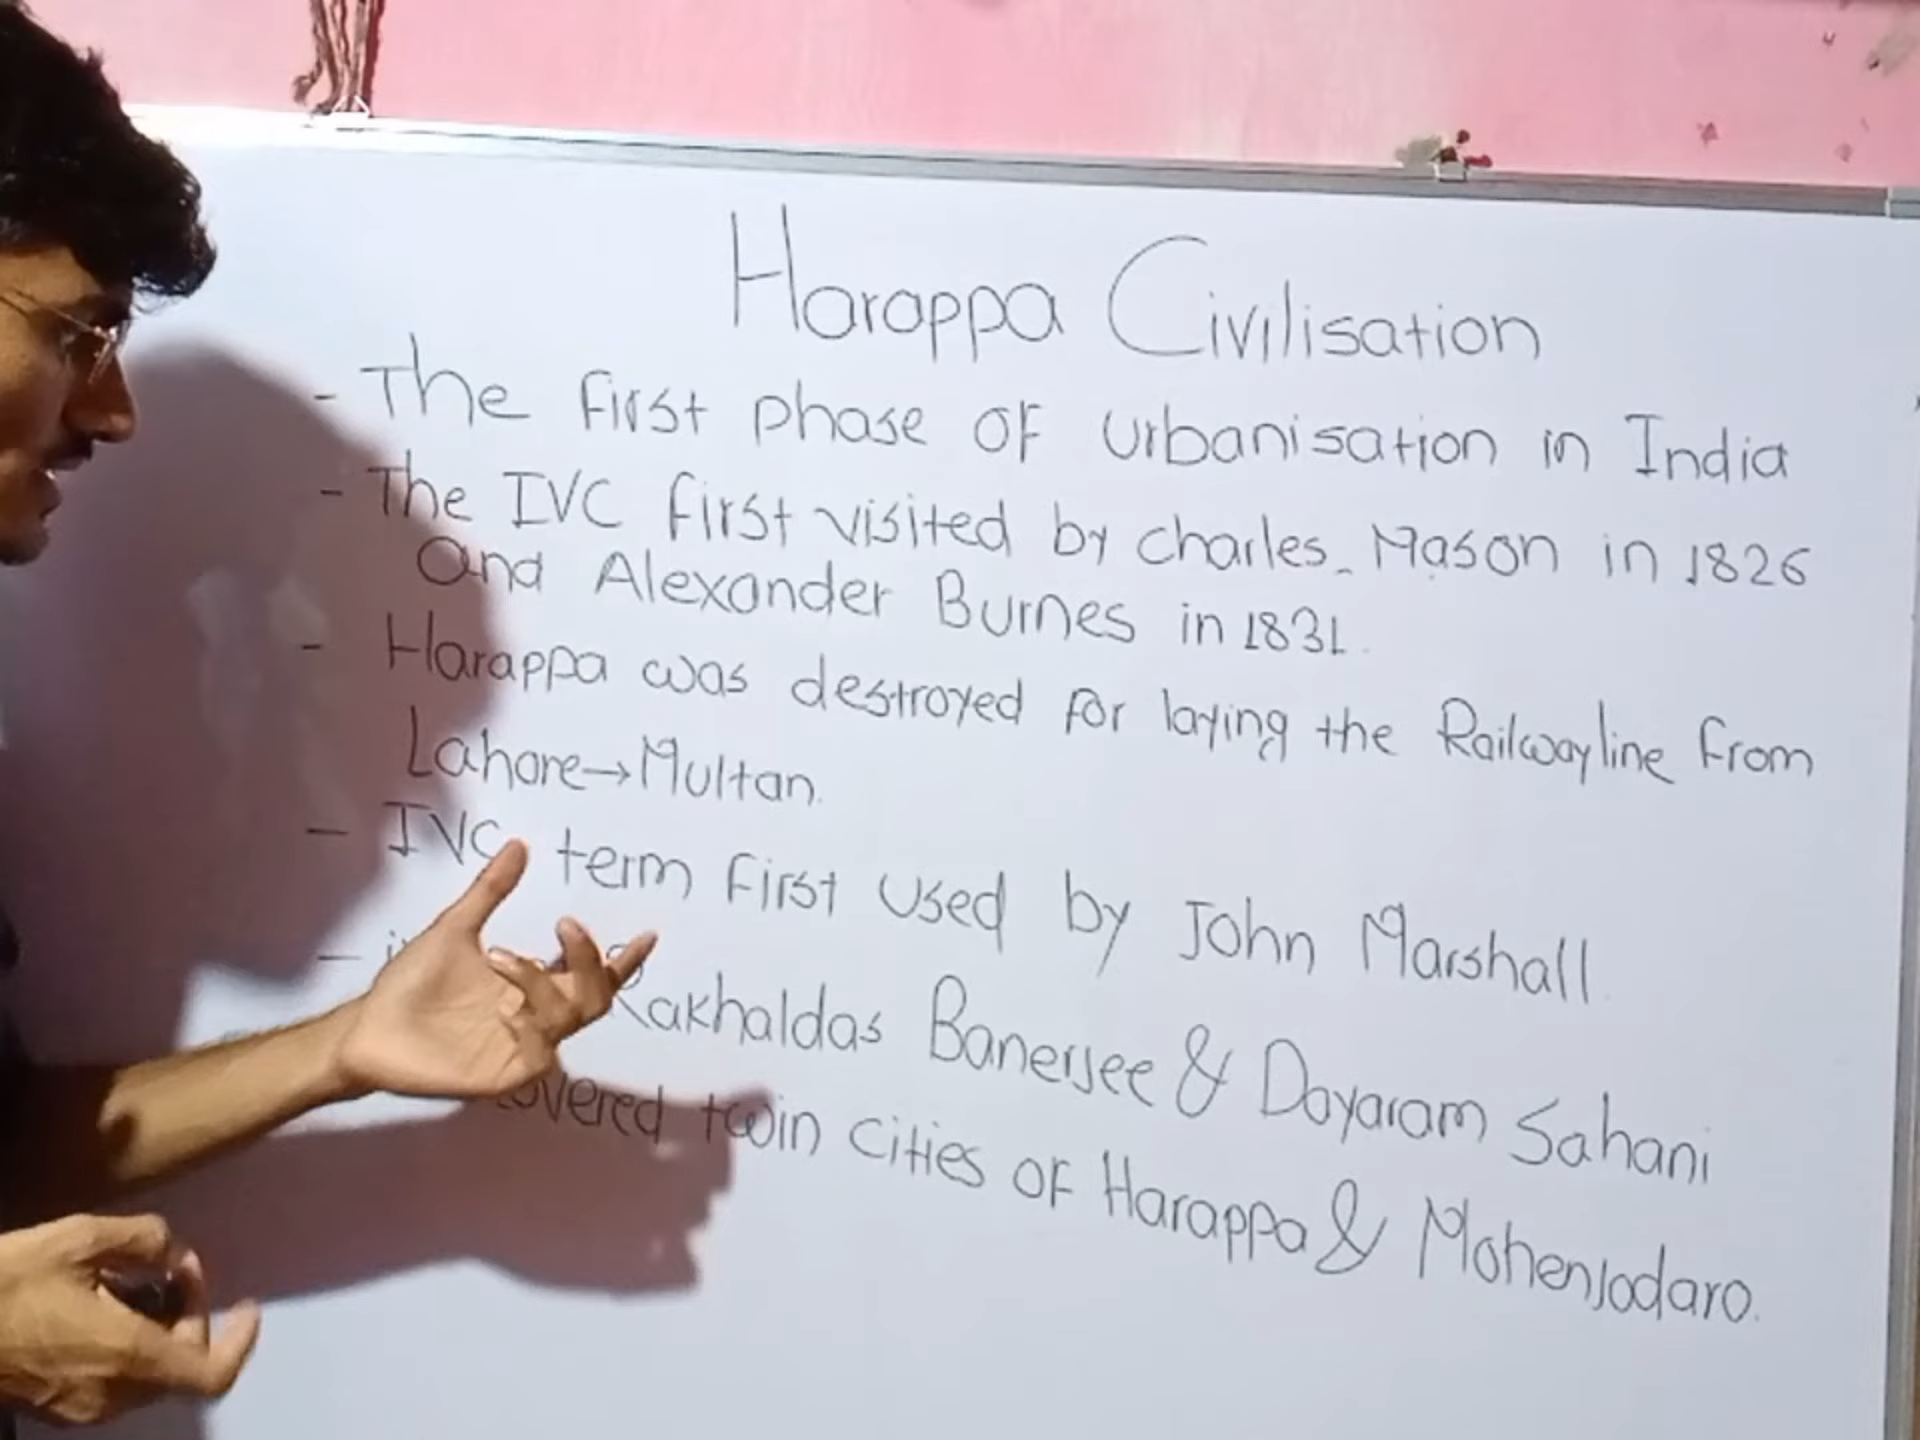 Harappa Civilisation
- The first phase of urbanisation in India
- The IVC first visited by charles Mason in 1826
and Alexander Burnes in 1831.
- Harappa was destroyed for laying the Railwayline from
Lahore→Multan.
- IVC term first used by John Marshall.
- Rakhaldas Banerjee & Dayaram Sahani
twin cities of Harappa & Mohenjodaro.